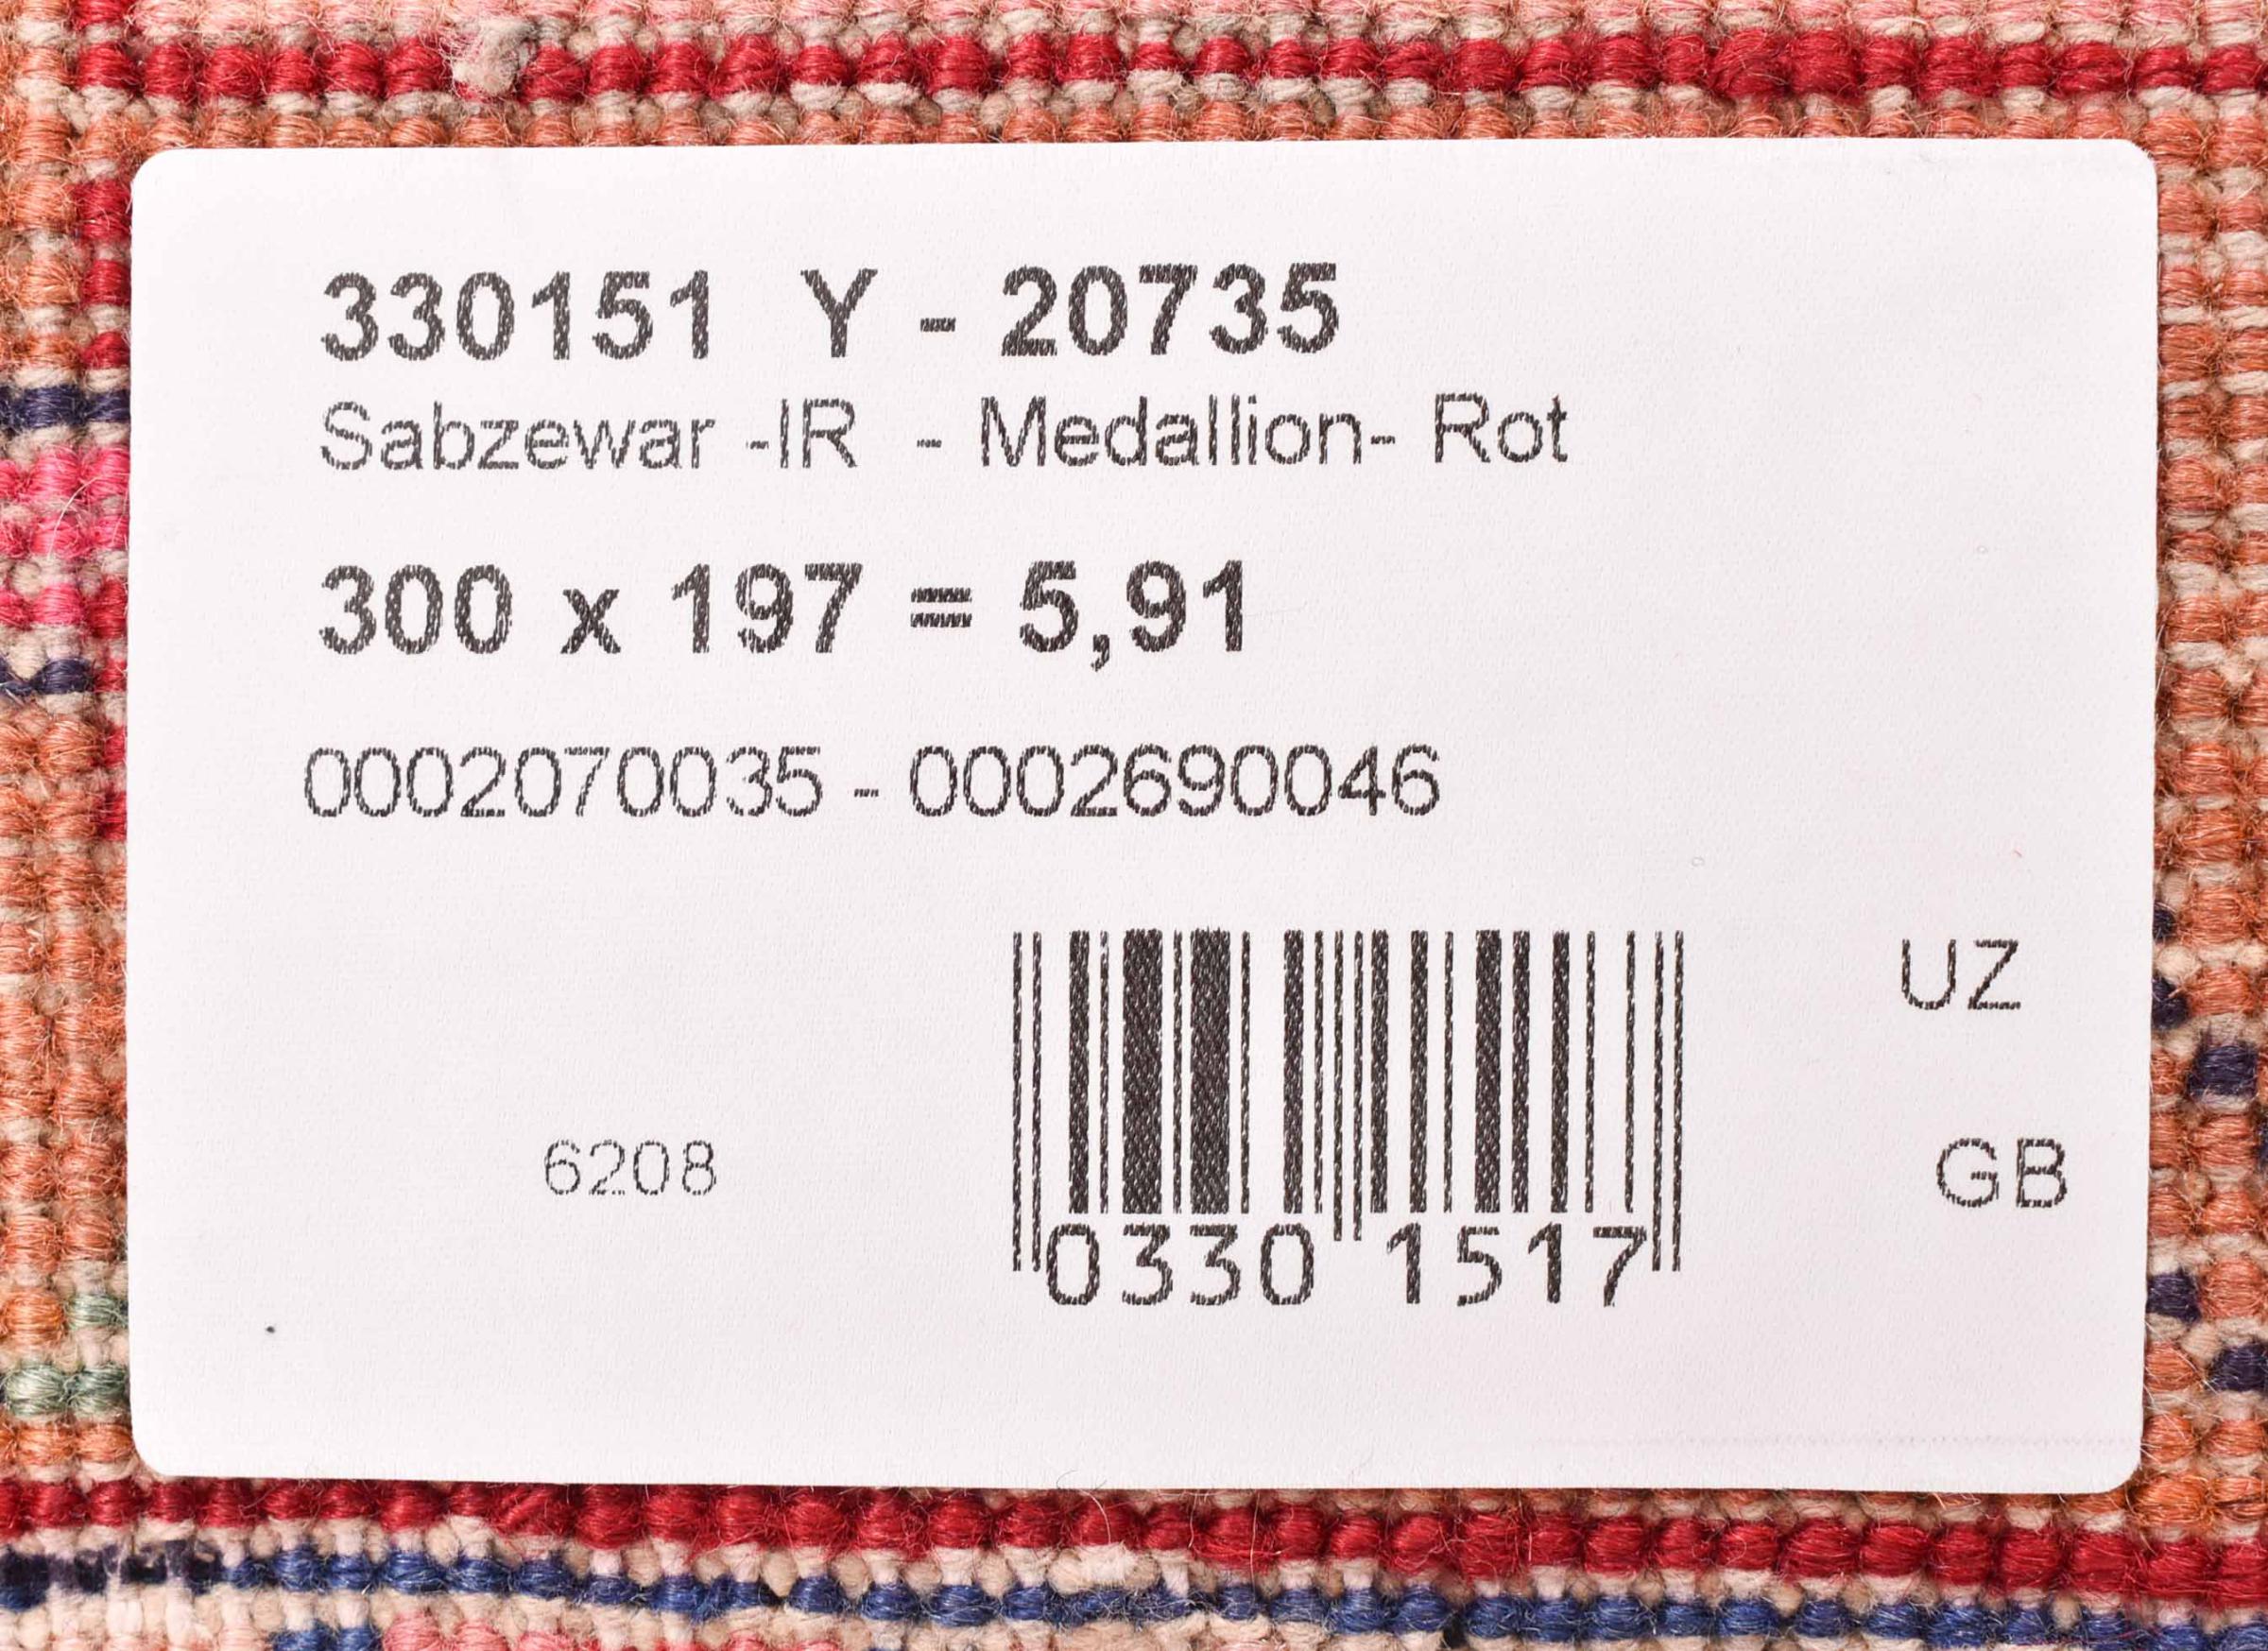 330151 Y - 20735
Sabzewar -IR - Medallion- Rot
300 x 197 = 5,91
0002070035 - 0002690046
UZ
6208
GB
0330 1517